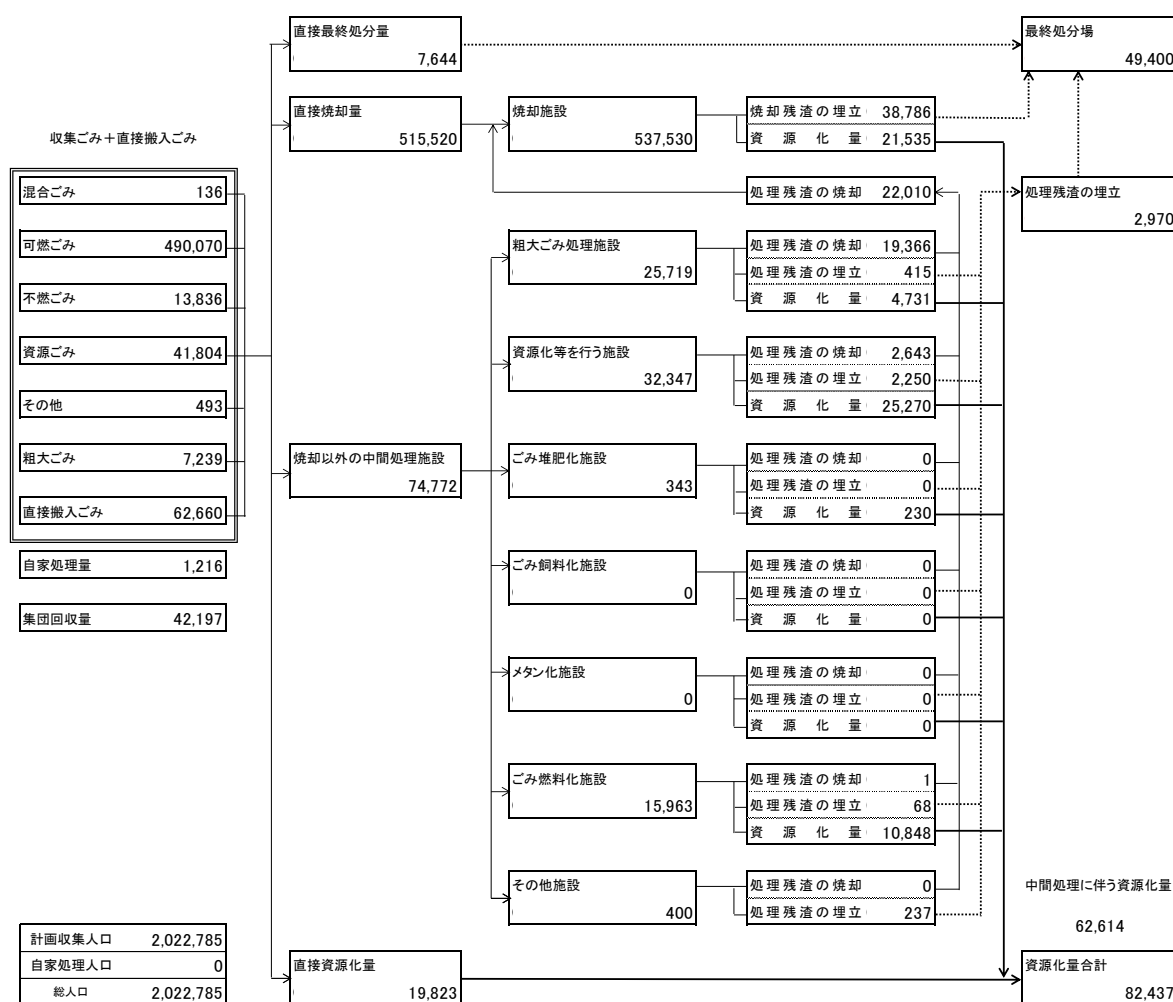 収集ごみ+直接搬入ごみ
混合ごみ 136
可燃ごみ 490,070
不燃ごみ 13,836
資源ごみ 41,804
その他 493
粗大ごみ 7,239
直接搬入ごみ 62,660
自家処理量 1,216
集団回収量 42,197
計画収集人口 2,022,785
自家処理人口 0
総人口 2,022,785
直接最終処分量
7,644
直接焼却量
515,520
焼却以外の中間処理施設
74,772
直接資源化量
19,823
焼却施設
537,530
焼却残渣の埋立 38,786
資源化量 21,535
処理残渣の焼却 22,010
粗大ごみ処理施設
25,719
処理残渣の焼却 19,366
処理残渣の埋立 415
資源化量 4,731
資源化等を行う施設
32,347
処理残渣の焼却 2,643
処理残渣の埋立 2,250
資源化量 25,270
ごみ堆肥化施設
343
処理残渣の焼却 0
処理残渣の埋立 0
資源化量 230
ごみ飼料化施設
0
処理残渣の焼却 0
処理残渣の埋立 0
資源化量 0
メタン化施設
0
処理残渣の焼却 0
処理残渣の埋立 0
資源化量 0
ごみ燃料化施設
15,963
処理残渣の焼却 1
処理残渣の埋立 68
資源化量 10,848
その他施設
400
処理残渣の焼却 0
処理残渣の埋立 237
最終処分場
49,400
処理残渣の埋立
2,970
中間処理に伴う資源化量
62,614
資源化量合計
82,437